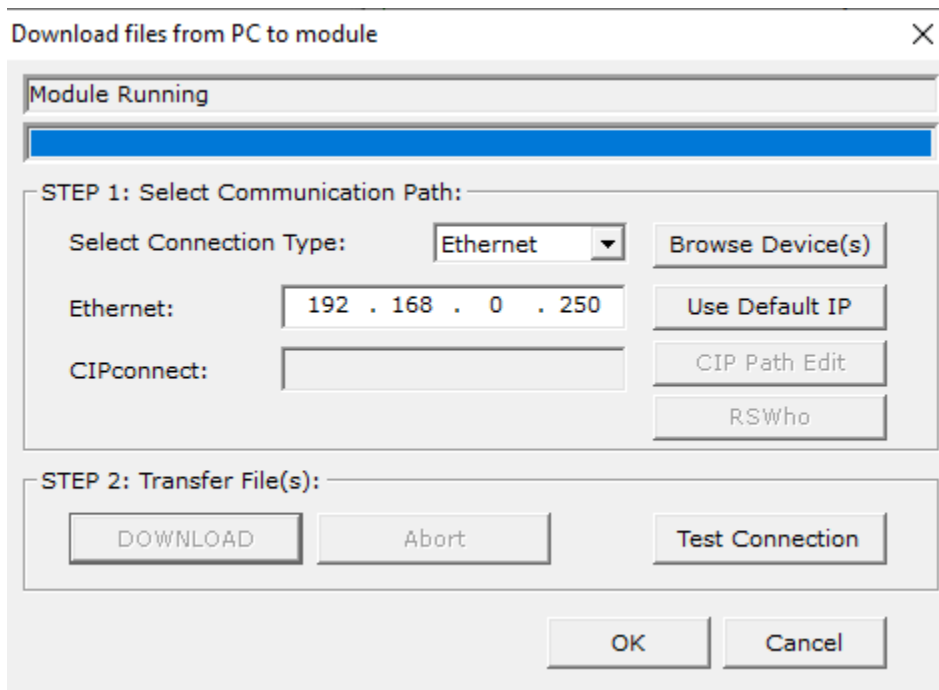 Download files from PC to module
Module Running
STEP 1: Select Communication Path:
Select Connection Type: Ethernet Browse Device(s)
Ethernet: 192 . 168 . 0 . 250 Use Default IP
CIPconnect: CIP Path Edit
RSWho
STEP 2: Transfer File(s):
DOWNLOAD Abort Test Connection
OK Cancel